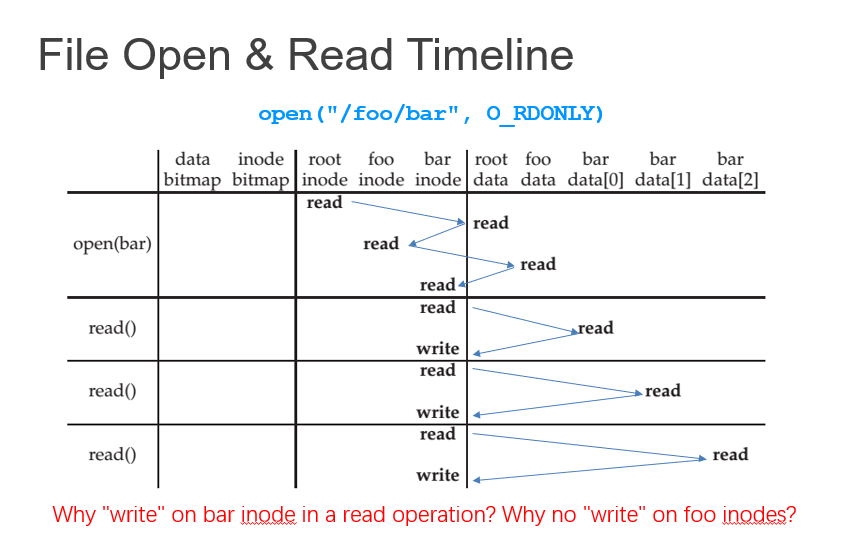 File Open & Read Timeline
open("/foo/bar", O_RDONLY)
data inode root foo bar root foo bar bar bar
bitmap bitmap inode inode inode data data data[0] data[1] data[2]
read
read
open(bar) read
read
read
read
read() read
write
read
read() read
write
read
read() read
write
Why "write" on bar inode in a read operation? Why no "write" on foo inodes?